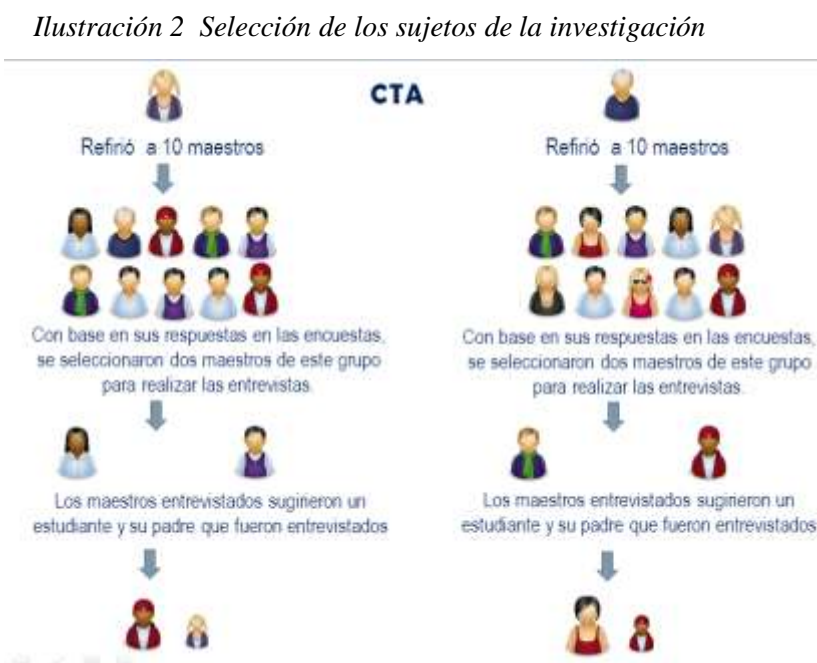 Ilustración 2 Selección de los sujetos de la investigación
CTA
Refirió a 10 maestros
Con base en sus respuestas en las encuestas,
se seleccionaron dos maestros de este grupo
para realizar las entrevistas.
Los maestros entrevistados sugirieron un
estudiante y su padre que fueron entrevistados
Refirió a 10 maestros
Con base en sus respuestas en las encuestas,
se seleccionaron dos maestros de este grupo
para realizar las entrevistas.
Los maestros entrevistados sugirieron un
estudiante y su padre que fueron entrevistados